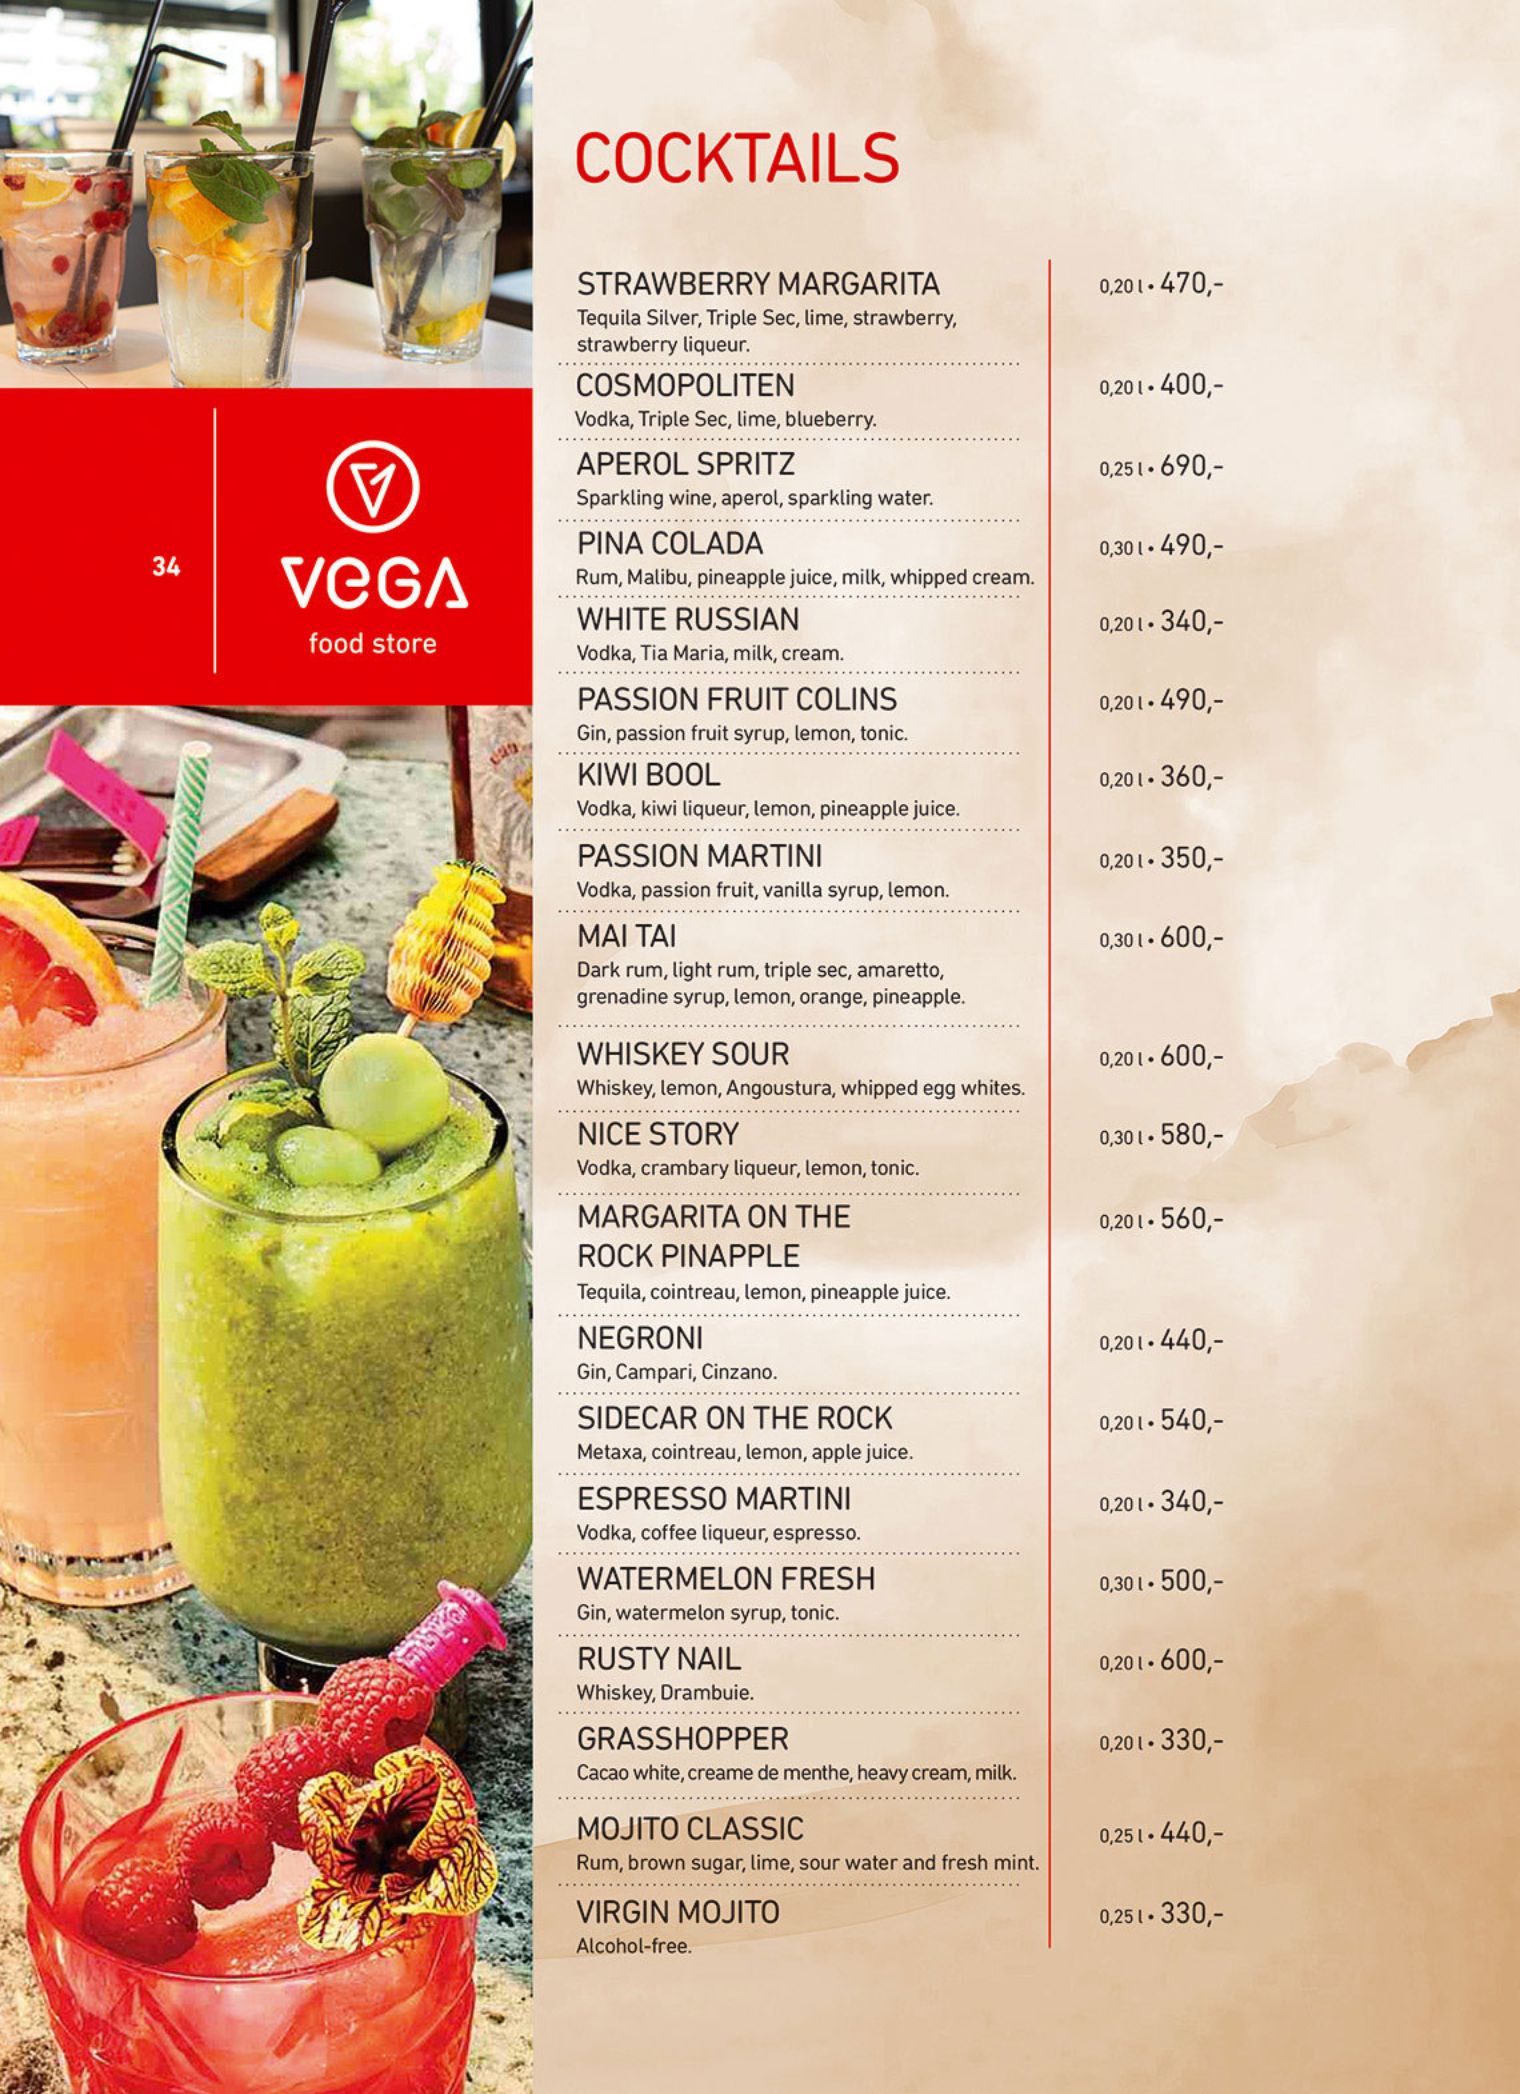 34
VEGA
food store
COCKTAILS
STRAWBERRY MARGARITA 0,20 l • 470,-
Tequila Silver, Triple Sec, lime, strawberry,
strawberry liqueur.
COSMOPOLITEN 0,20 l • 400,-
Vodka, Triple Sec, lime, blueberry.
APEROL SPRITZ 0,25 l • 690,-
Sparkling wine, aperol, sparkling water.
PINA COLADA 0,30 l • 490,-
Rum, Malibu, pineapple juice, milk, whipped cream.
WHITE RUSSIAN 0,20 l • 340,-
Vodka, Tia Maria, milk, cream.
PASSION FRUIT COLINS 0,20 l • 490,-
Gin, passion fruit syrup, lemon, tonic.
KIWI BOOL 0,20 l • 360,-
Vodka, kiwi liqueur, lemon, pineapple juice.
PASSION MARTINI 0,20 l • 350,-
Vodka, passion fruit, vanilla syrup, lemon.
MAI TAI 0,30 l • 600,-
Dark rum, light rum, triple sec, amaretto,
grenadine syrup, lemon, orange, pineapple.
WHISKEY SOUR 0,20 l • 600,-
Whiskey, lemon, Angoustura, whipped egg whites.
NICE STORY 0,30 l • 580,-
Vodka, crambary liqueur, lemon, tonic.
MARGARITA ON THE 0,20 l • 560,-
ROCK PINAPPLE
Tequila, cointreau, lemon, pineapple juice.
NEGRONI 0,20 l • 440,-
Gin, Campari, Cinzano.
SIDECAR ON THE ROCK 0,20 l • 540,-
Metaxa, cointreau, lemon, apple juice.
ESPRESSO MARTINI 0,20 l • 340,-
Vodka, coffee liqueur, espresso.
WATERMELON FRESH 0,30 l • 500,-
Gin, watermelon syrup, tonic.
RUSTY NAIL 0,20 l • 600,-
Whiskey, Drambuie.
GRASSHOPPER 0,20 l • 330,-
Cacao white, creame de menthe, heavy cream, milk.
MOJITO CLASSIC 0,25 l • 440,-
Rum, brown sugar, lime, sour water and fresh mint.
VIRGIN MOJITO 0,25 l • 330,-
Alcohol-free.